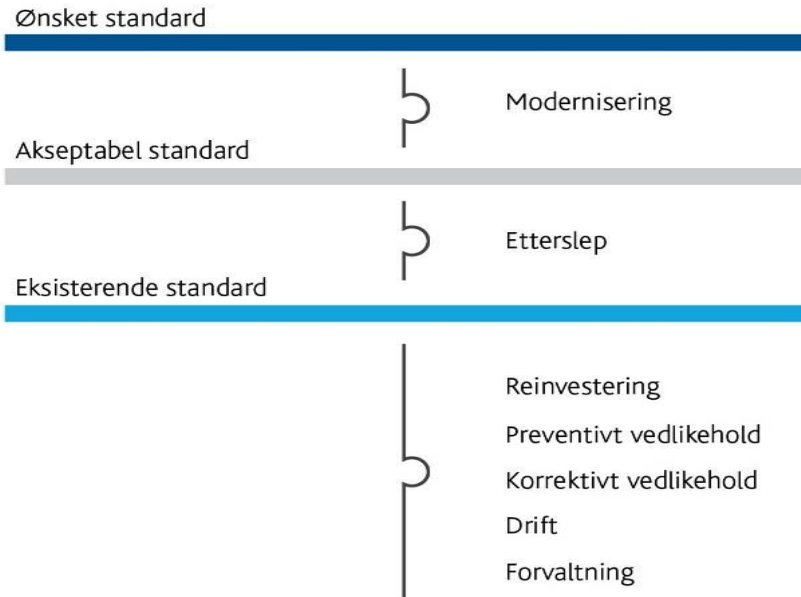 Ønsket standard
Modernisering
Akseptabel standard
Etterslep
Eksisterende standard
Reinvestering
Preventivt vedlikehold
Korrektivt vedlikehold
Drift
Forvaltning